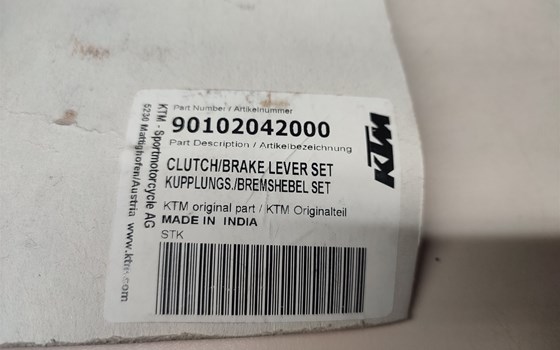 Part Number / Artikelnummer
90102042000
Part Description / Artikelbezeichnung
CLUTCH/BRAKE LEVER SET
KUPPLUNGS./BREMSHEBEL SET
KTM original part / KTM Originalteil
MADE IN INDIA
STK
KTM - Sportmotorcycle AG
5230 Mattighofen/Austria www.ktm.com
KTM